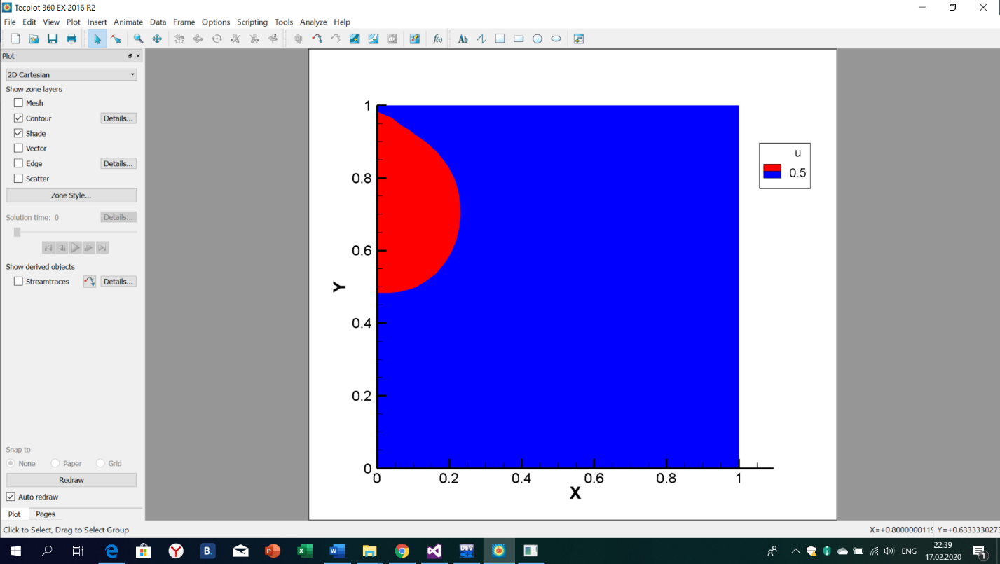 Tecplot 360 EX 2016 R2
File Edit View Plot Insert Animate Data Frame Options Scripting Tools Analyze Help
Plot
2D Cartesian
Show zone layers
Mesh
Contour Details...
Shade
Vector
Edge Details...
Scatter
Zone Style...
Solution time: 0 Details...
Show derived objects
Streamtraces Details...
Snap to
None Paper Grid
Redraw
Auto redraw
Plot Pages
1
0.8
0.6
0.4
0.2
0
Y
0 0.2 0.4 0.6 0.8 1
X
u
0.5
Click to Select, Drag to Select Group
X=+0.800000011 Y=+0.633333027
ENG
22:39
17.02.2020